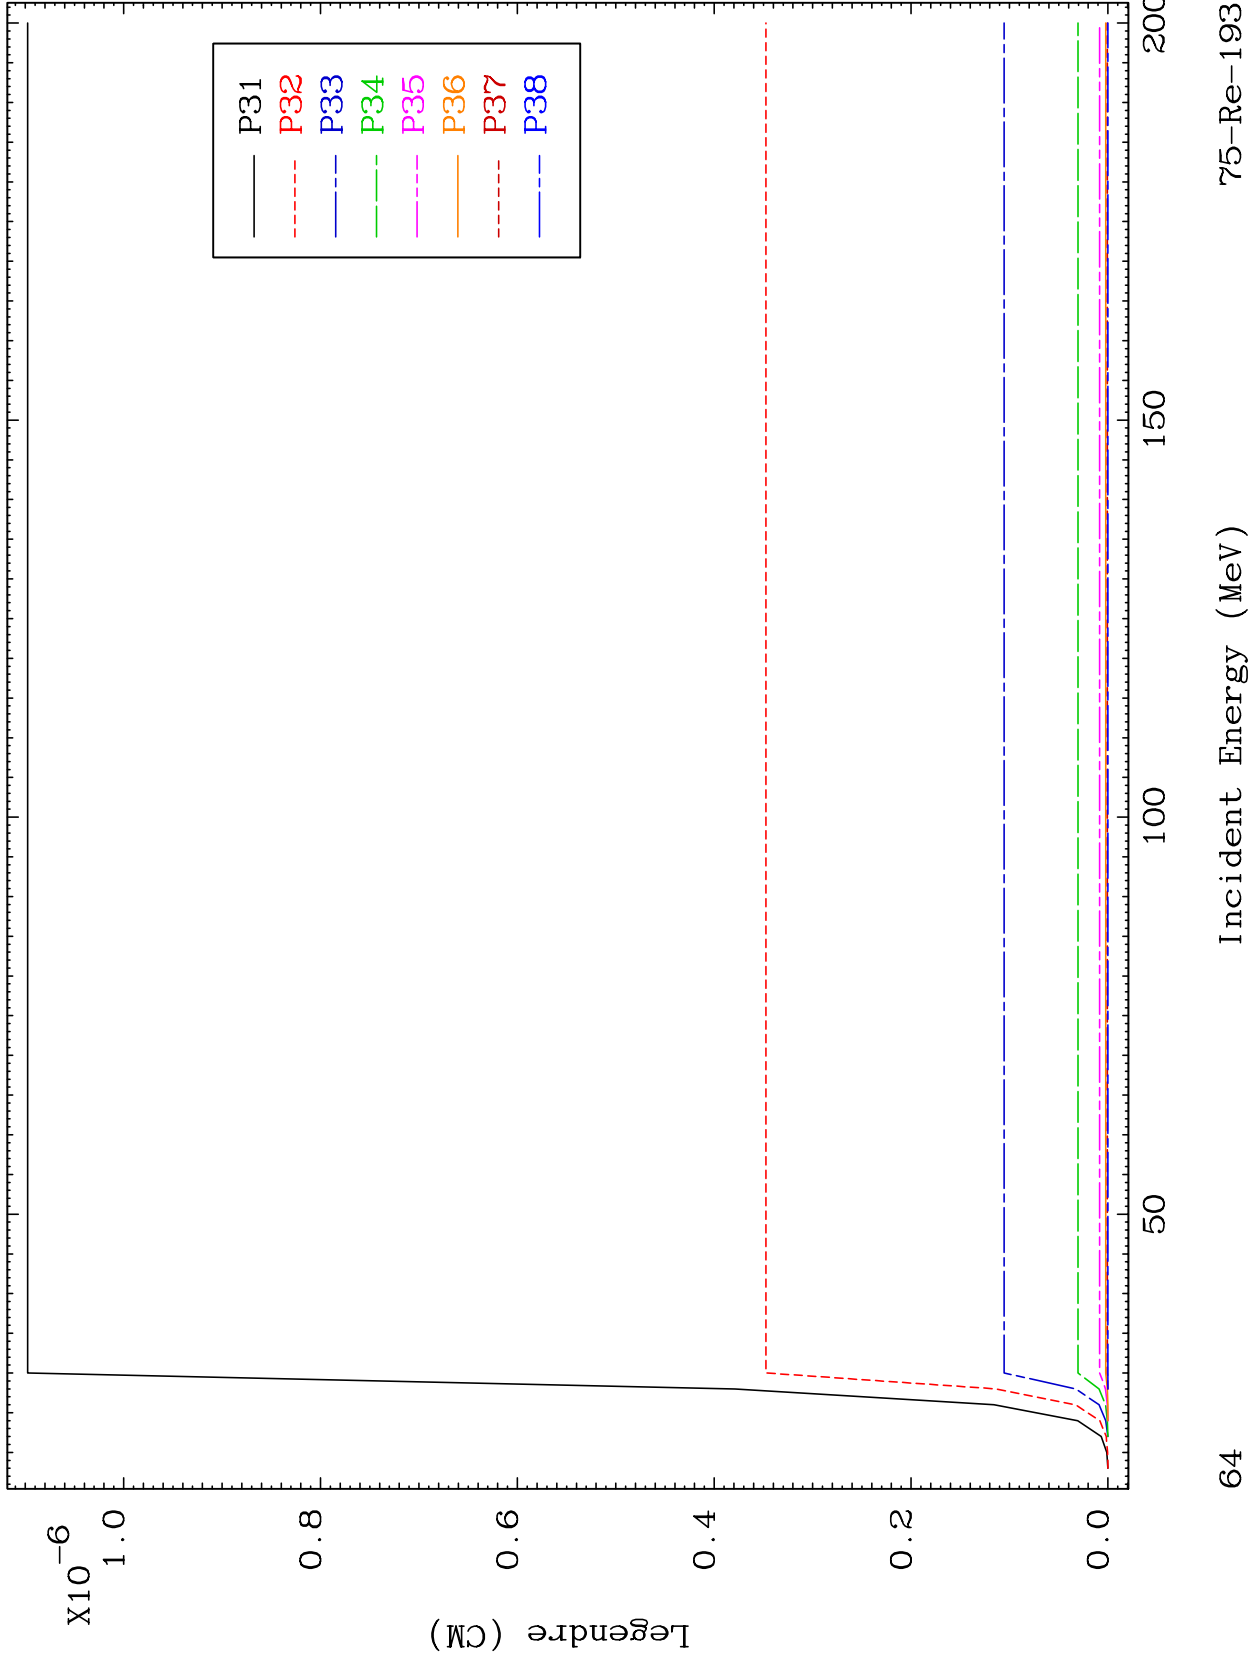 X10-6
1.0
0.8
0.6
0.4
0.2
0.0
Legendre (CM)
P31
P32
P33
P34
P35
P36
P37
P38
50
100
150
200
Incident Energy (MeV)
64
75-Re-193